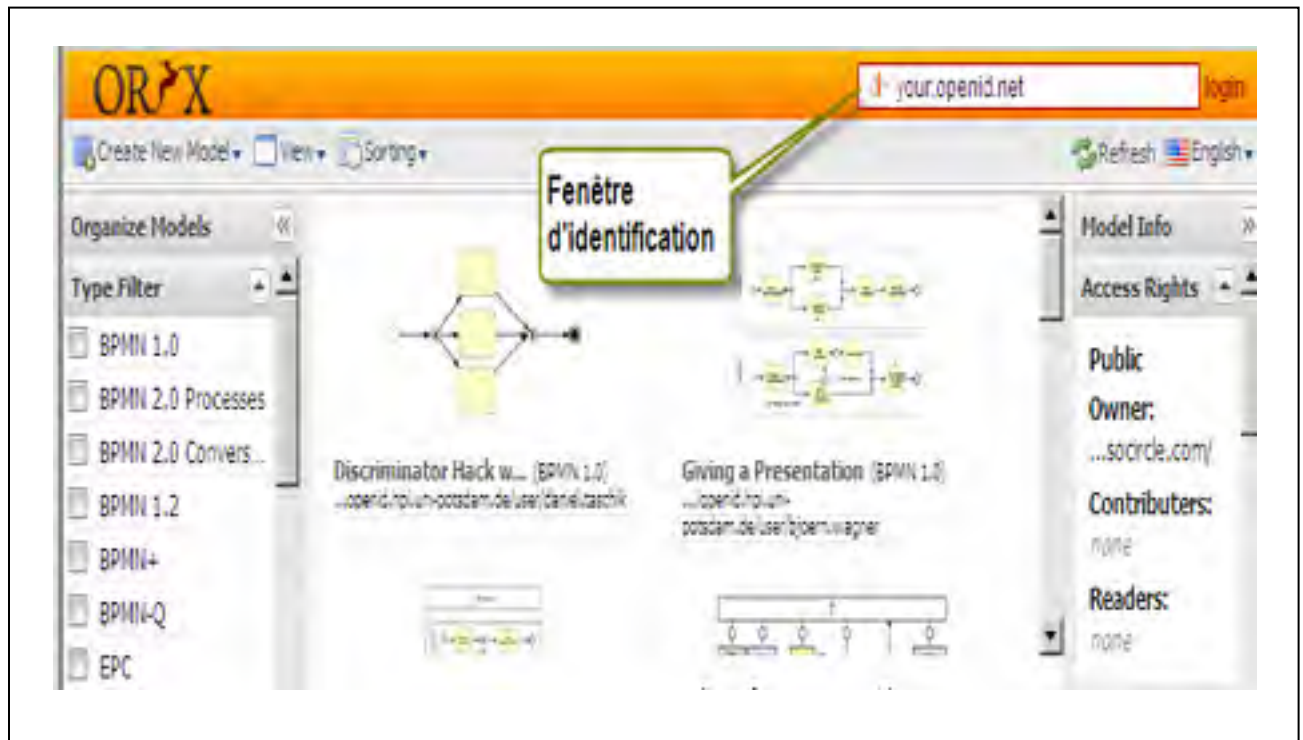 ORYX
your.openid.net login
Create New Model View Sorting
Refresh English
Fenêtre
d'identification
Organize Models
Type Filter
BPMN 1.0
BPMN 2.0 Processes
BPMN 2.0 Convers...
BPMN 1.2
BPMN+
BPMN-Q
EPC
Discriminator Hack w... (BPMN 1.0)
...openid.hpi.uni-potsdam.de/user/daniel.taschik
Giving a Presentation (BPMN 1.0)
.../openid.hpi.uni-
potsdam.de/user/bjoern.wagner
Model Info
Access Rights
Public
Owner:
...socircle.com/
Contributers:
none
Readers:
none